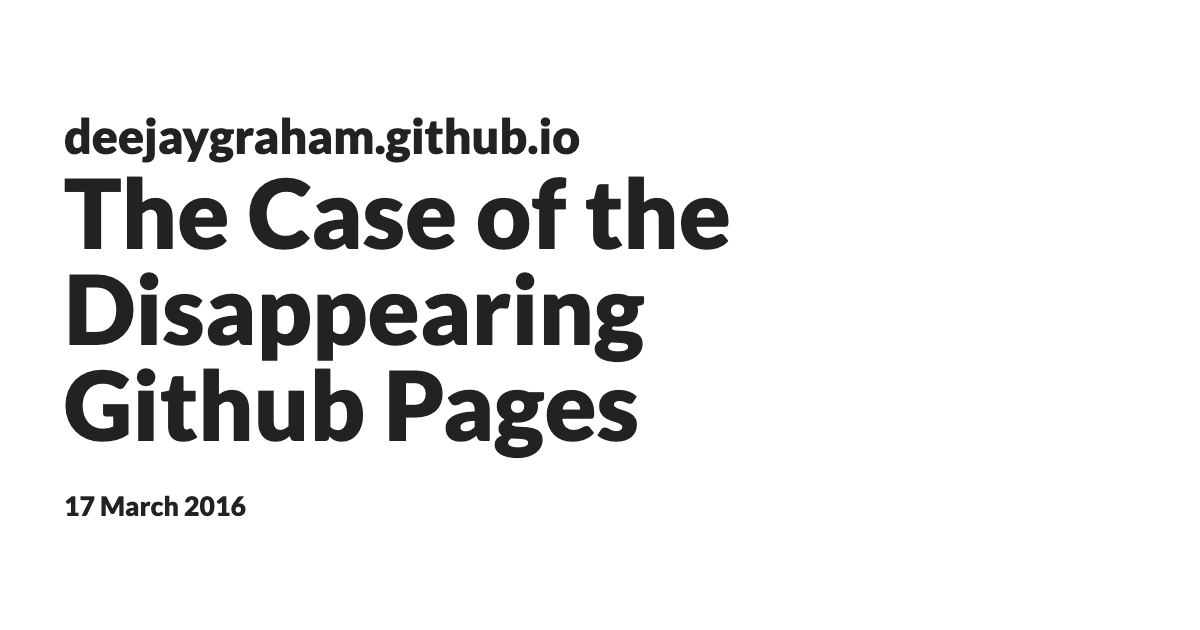 deejaygraham.github.io
The Case of the
Disappearing
Github Pages
17 March 2016